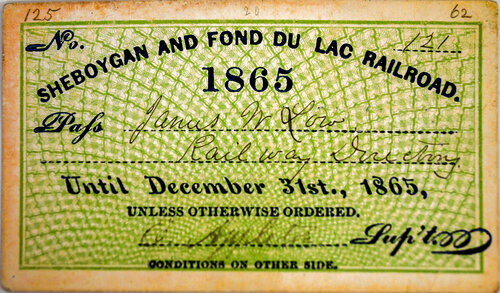 125 28 62
No. 121
SHEBOYGAN AND FOND DU LAC RAILROAD.
1865
Pass James W Low
Railway Directory
Until December 31st., 1865,
UNLESS OTHERWISE ORDERED.
Sup't.
CONDITIONS ON OTHER SIDE.